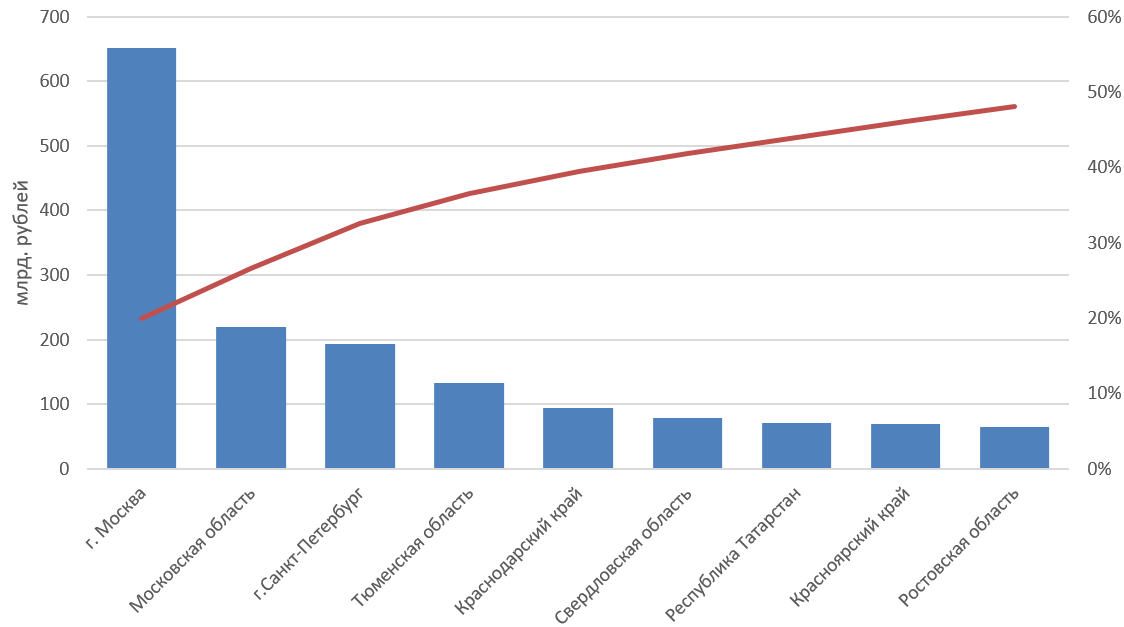 700
600
500
400
300
200
100
0
млрд, рублей
60%
50%
40%
30%
20%
10%
0%
г. Москва
Московская область
г.Санкт-Петербург
Тюменская область
Краснодарский край
Свердловская область
Республика Татарстан
Красноярский край
Ростовская область